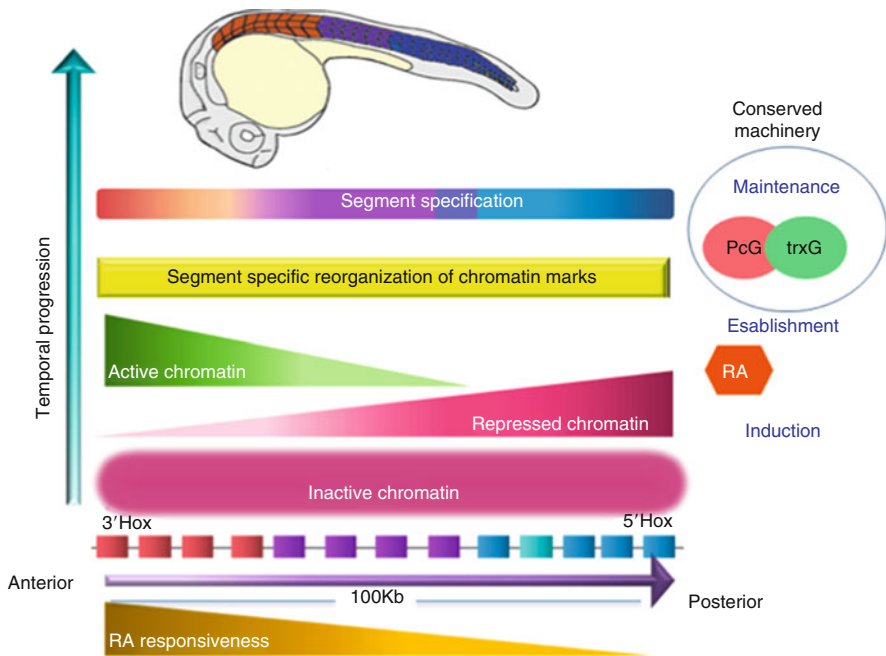 Conserved
machinery
Maintenance
Segment specification
PcG
trxG
Segment specific reorganization of chromatin marks
Temporal progression
Esablishment
Active chromatin
RA
Repressed chromatin
Induction
Inactive chromatin
3′Hox
5′Hox
Anterior
100Kb
Posterior
RA responsiveness